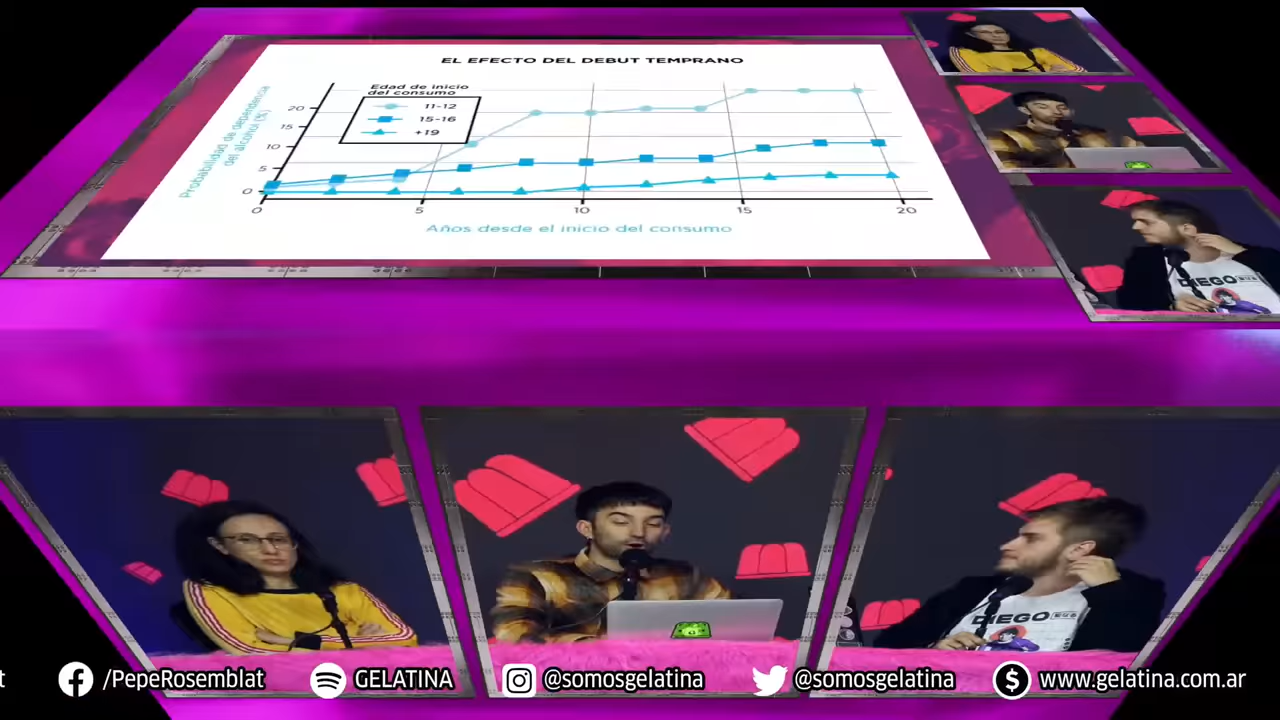 EL EFECTO DEL DEBUT TEMPRANO
Edad de inicio
del consumo
11-12
15-16
+19
Probabilidad de dependencia
del alcohol (%)
20
15
10
5
0
0 5 10 15 20
Años desde el inicio del consumo
DIEGO
DIEGO
/PepeRosemblat GELATINA @somosgelatina @somosgelatina www.gelatina.com.ar